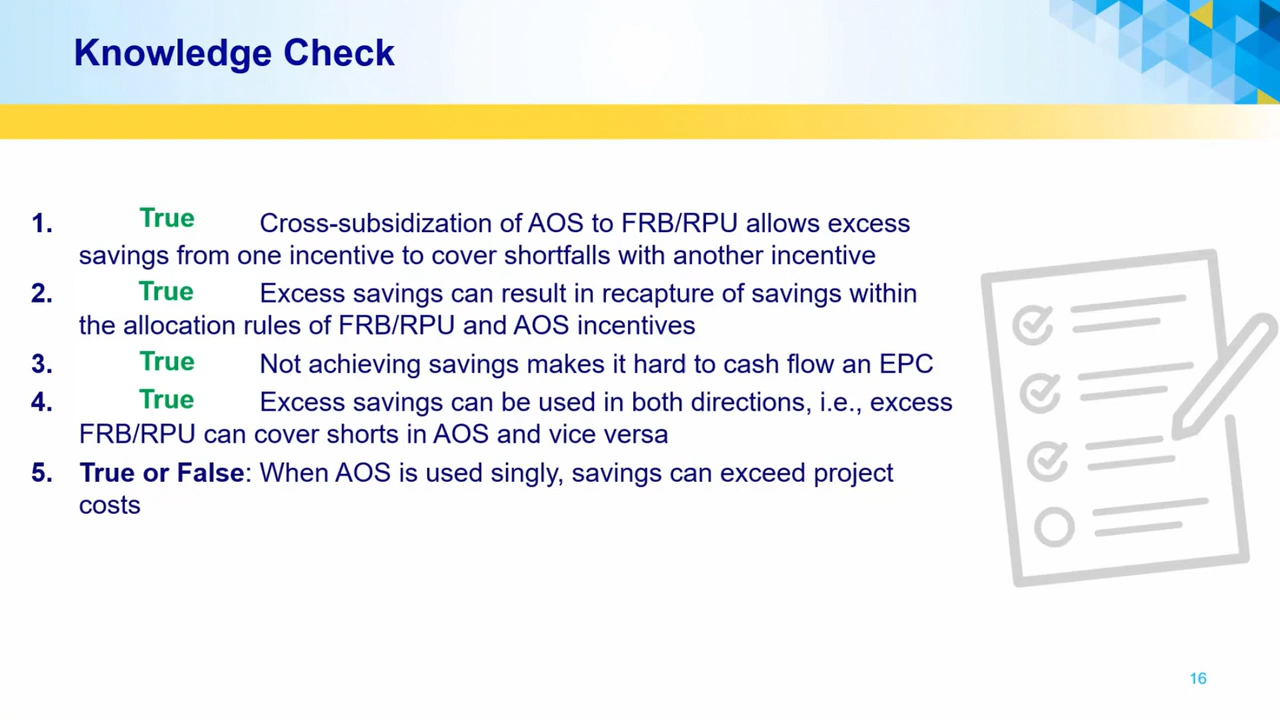 Knowledge Check
1. True Cross-subsidization of AOS to FRB/RPU allows excess
savings from one incentive to cover shortfalls with another incentive
2. True Excess savings can result in recapture of savings within
the allocation rules of FRB/RPU and AOS incentives
3. True Not achieving savings makes it hard to cash flow an EPC
4. True Excess savings can be used in both directions, i.e., excess
FRB/RPU can cover shorts in AOS and vice versa
5. True or False: When AOS is used singly, savings can exceed project
costs
16